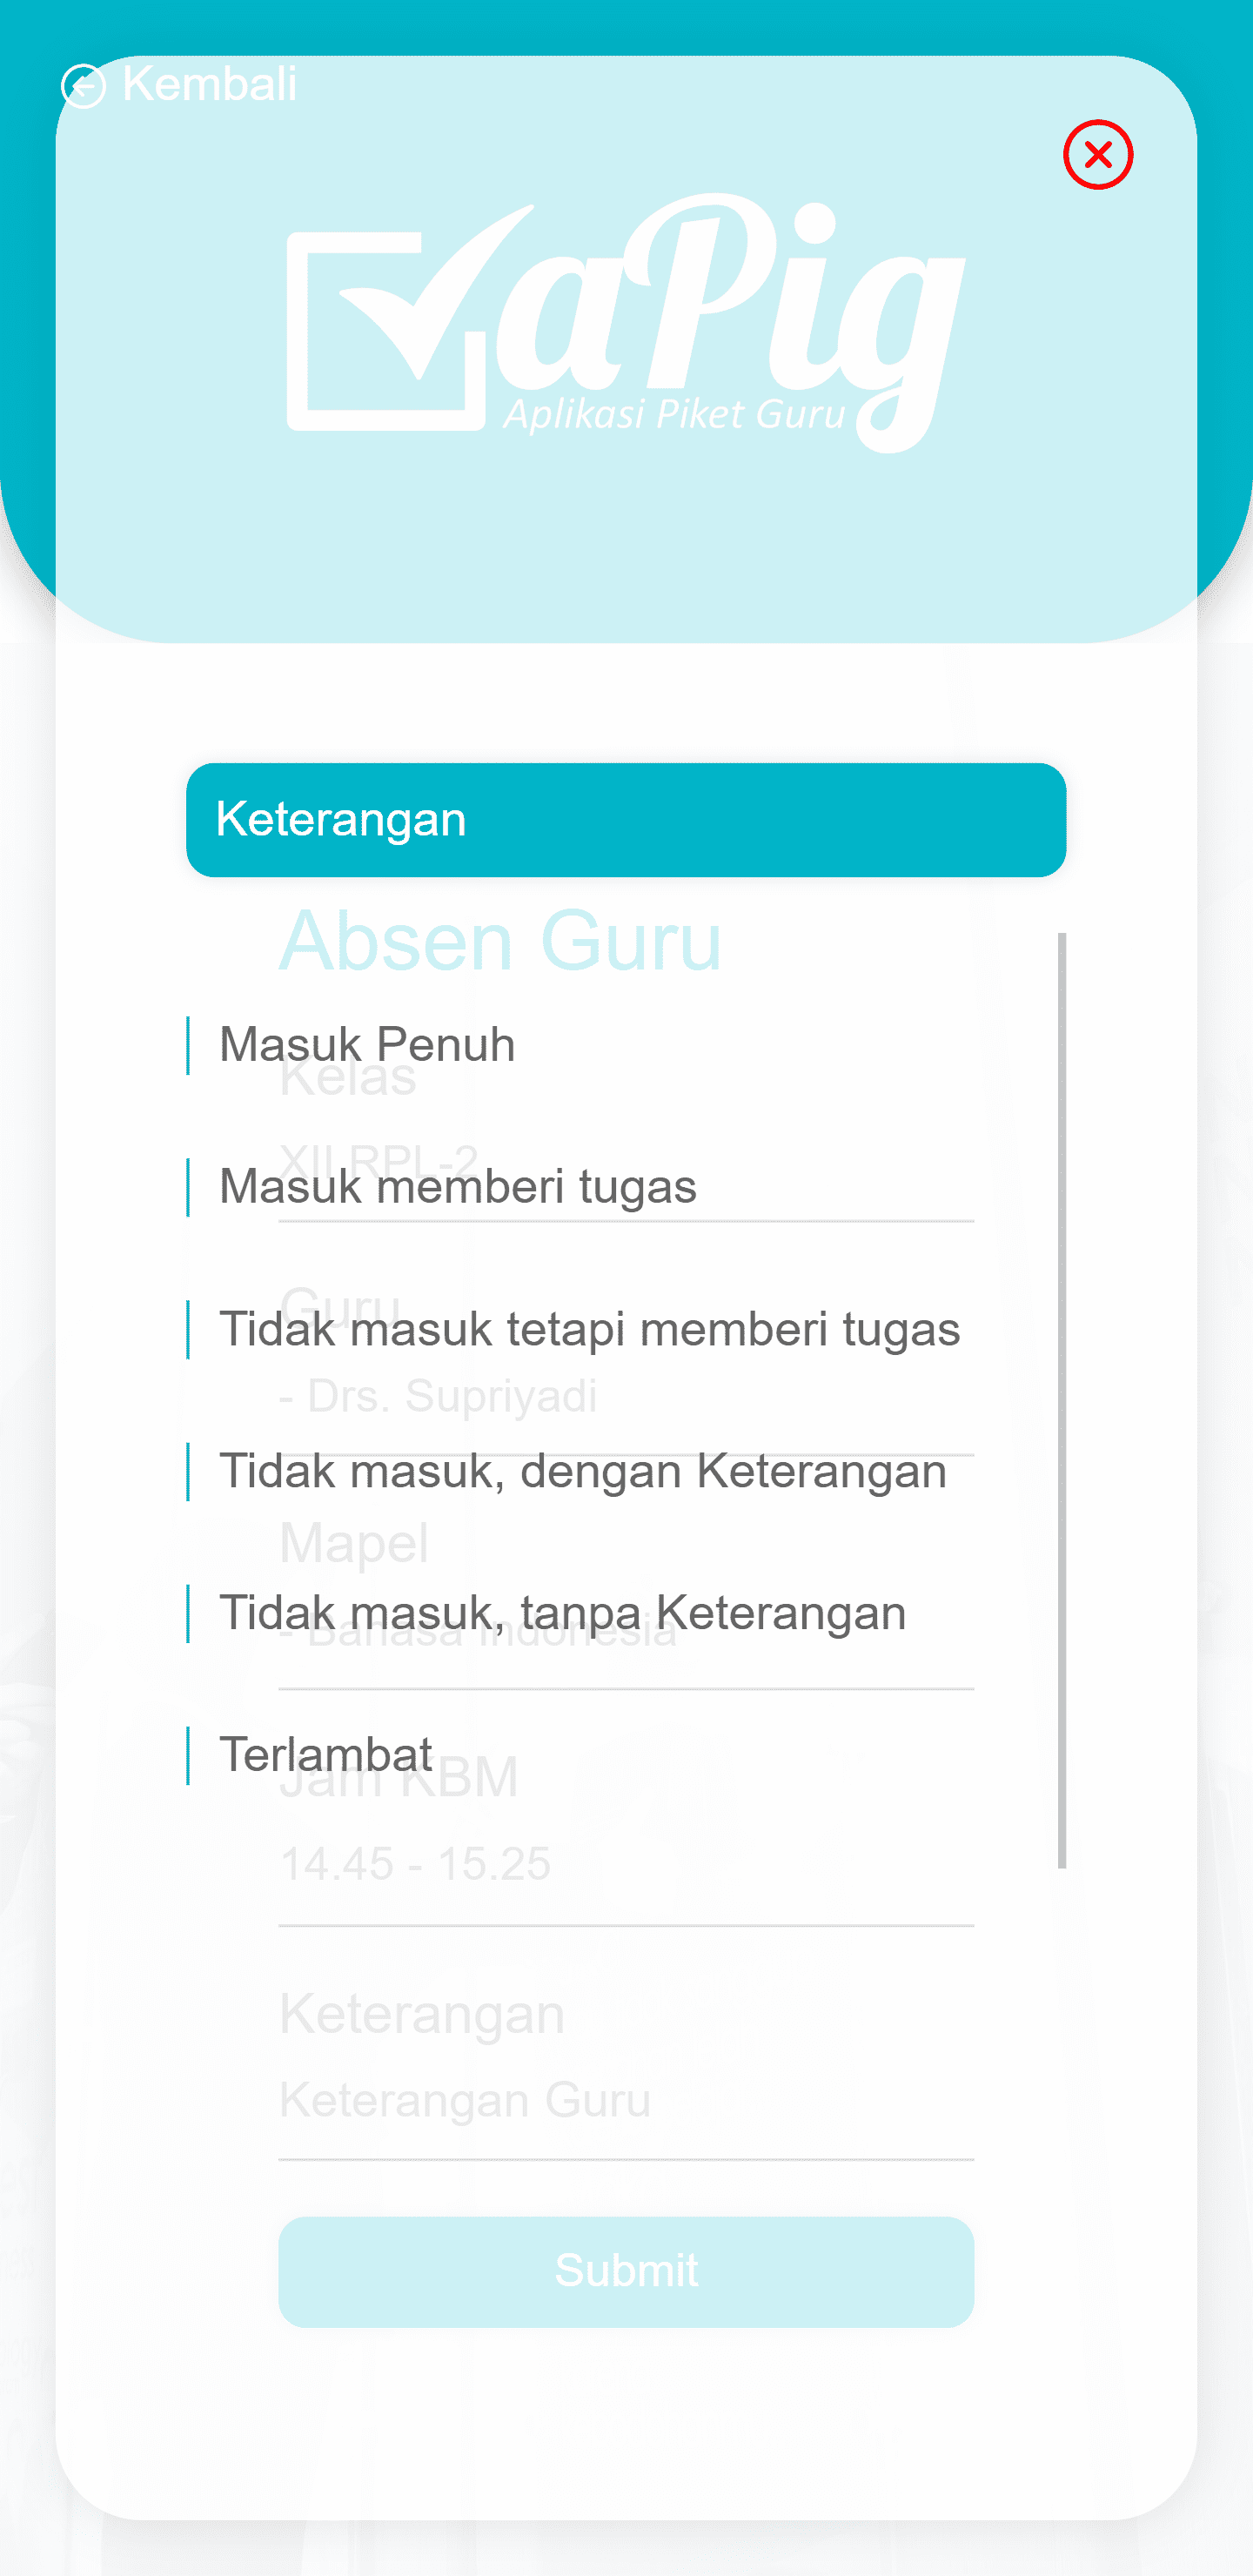 Kembali
aPig
Aplikasi Piket Guru
Keterangan
Absen Guru
Masuk Penuh
Kelas
XII RPL-2
Masuk memberi tugas
Guru
Tidak masuk tetapi memberi tugas
- Drs. Supriyadi
Tidak masuk, dengan Keterangan
Mapel
Tidak masuk, tanpa Keterangan
- Bahasa Indonesia
Terlambat
Jam KBM
14.45 - 15.25
Keterangan
Keterangan Guru
Submit